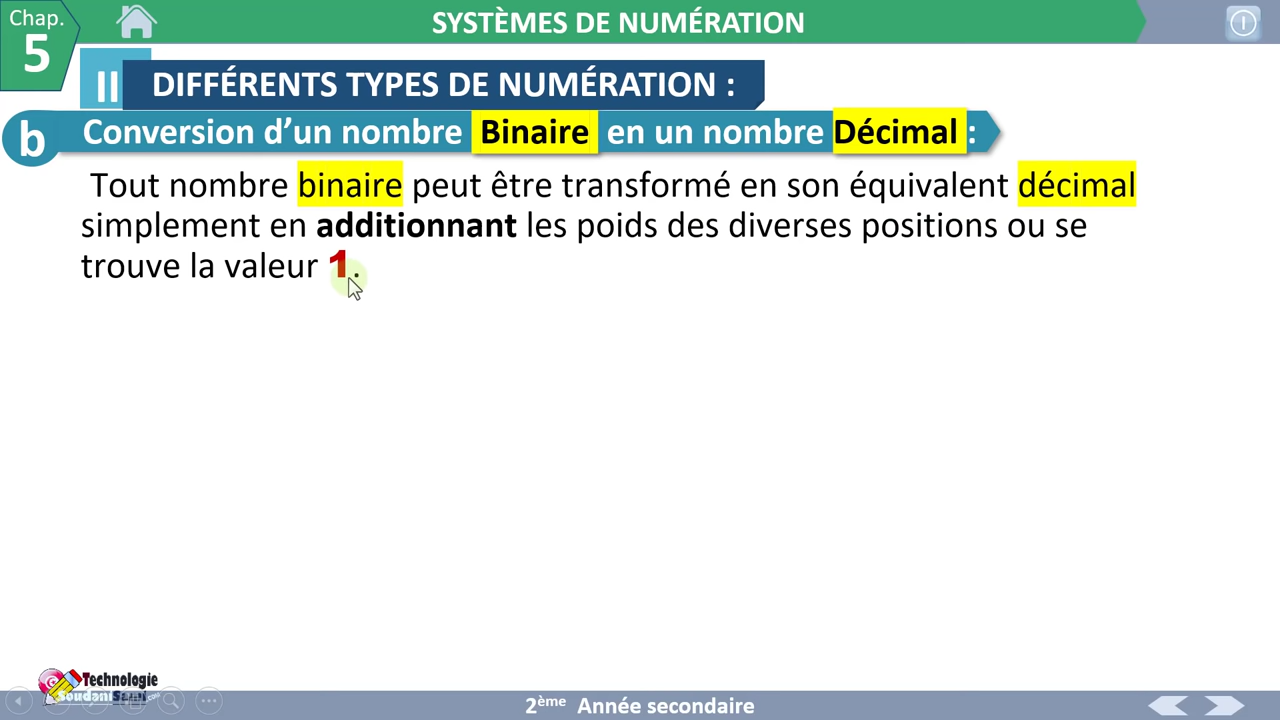 Chap.
5
SYSTÈMES DE NUMÉRATION
II
DIFFÉRENTS TYPES DE NUMÉRATION :
b
Conversion d’un nombre Binaire en un nombre Décimal :
Tout nombre binaire peut être transformé en son équivalent décimal
simplement en additionnant les poids des diverses positions ou se
trouve la valeur 1.
Technologie
Soudani Sami
2ème Année secondaire